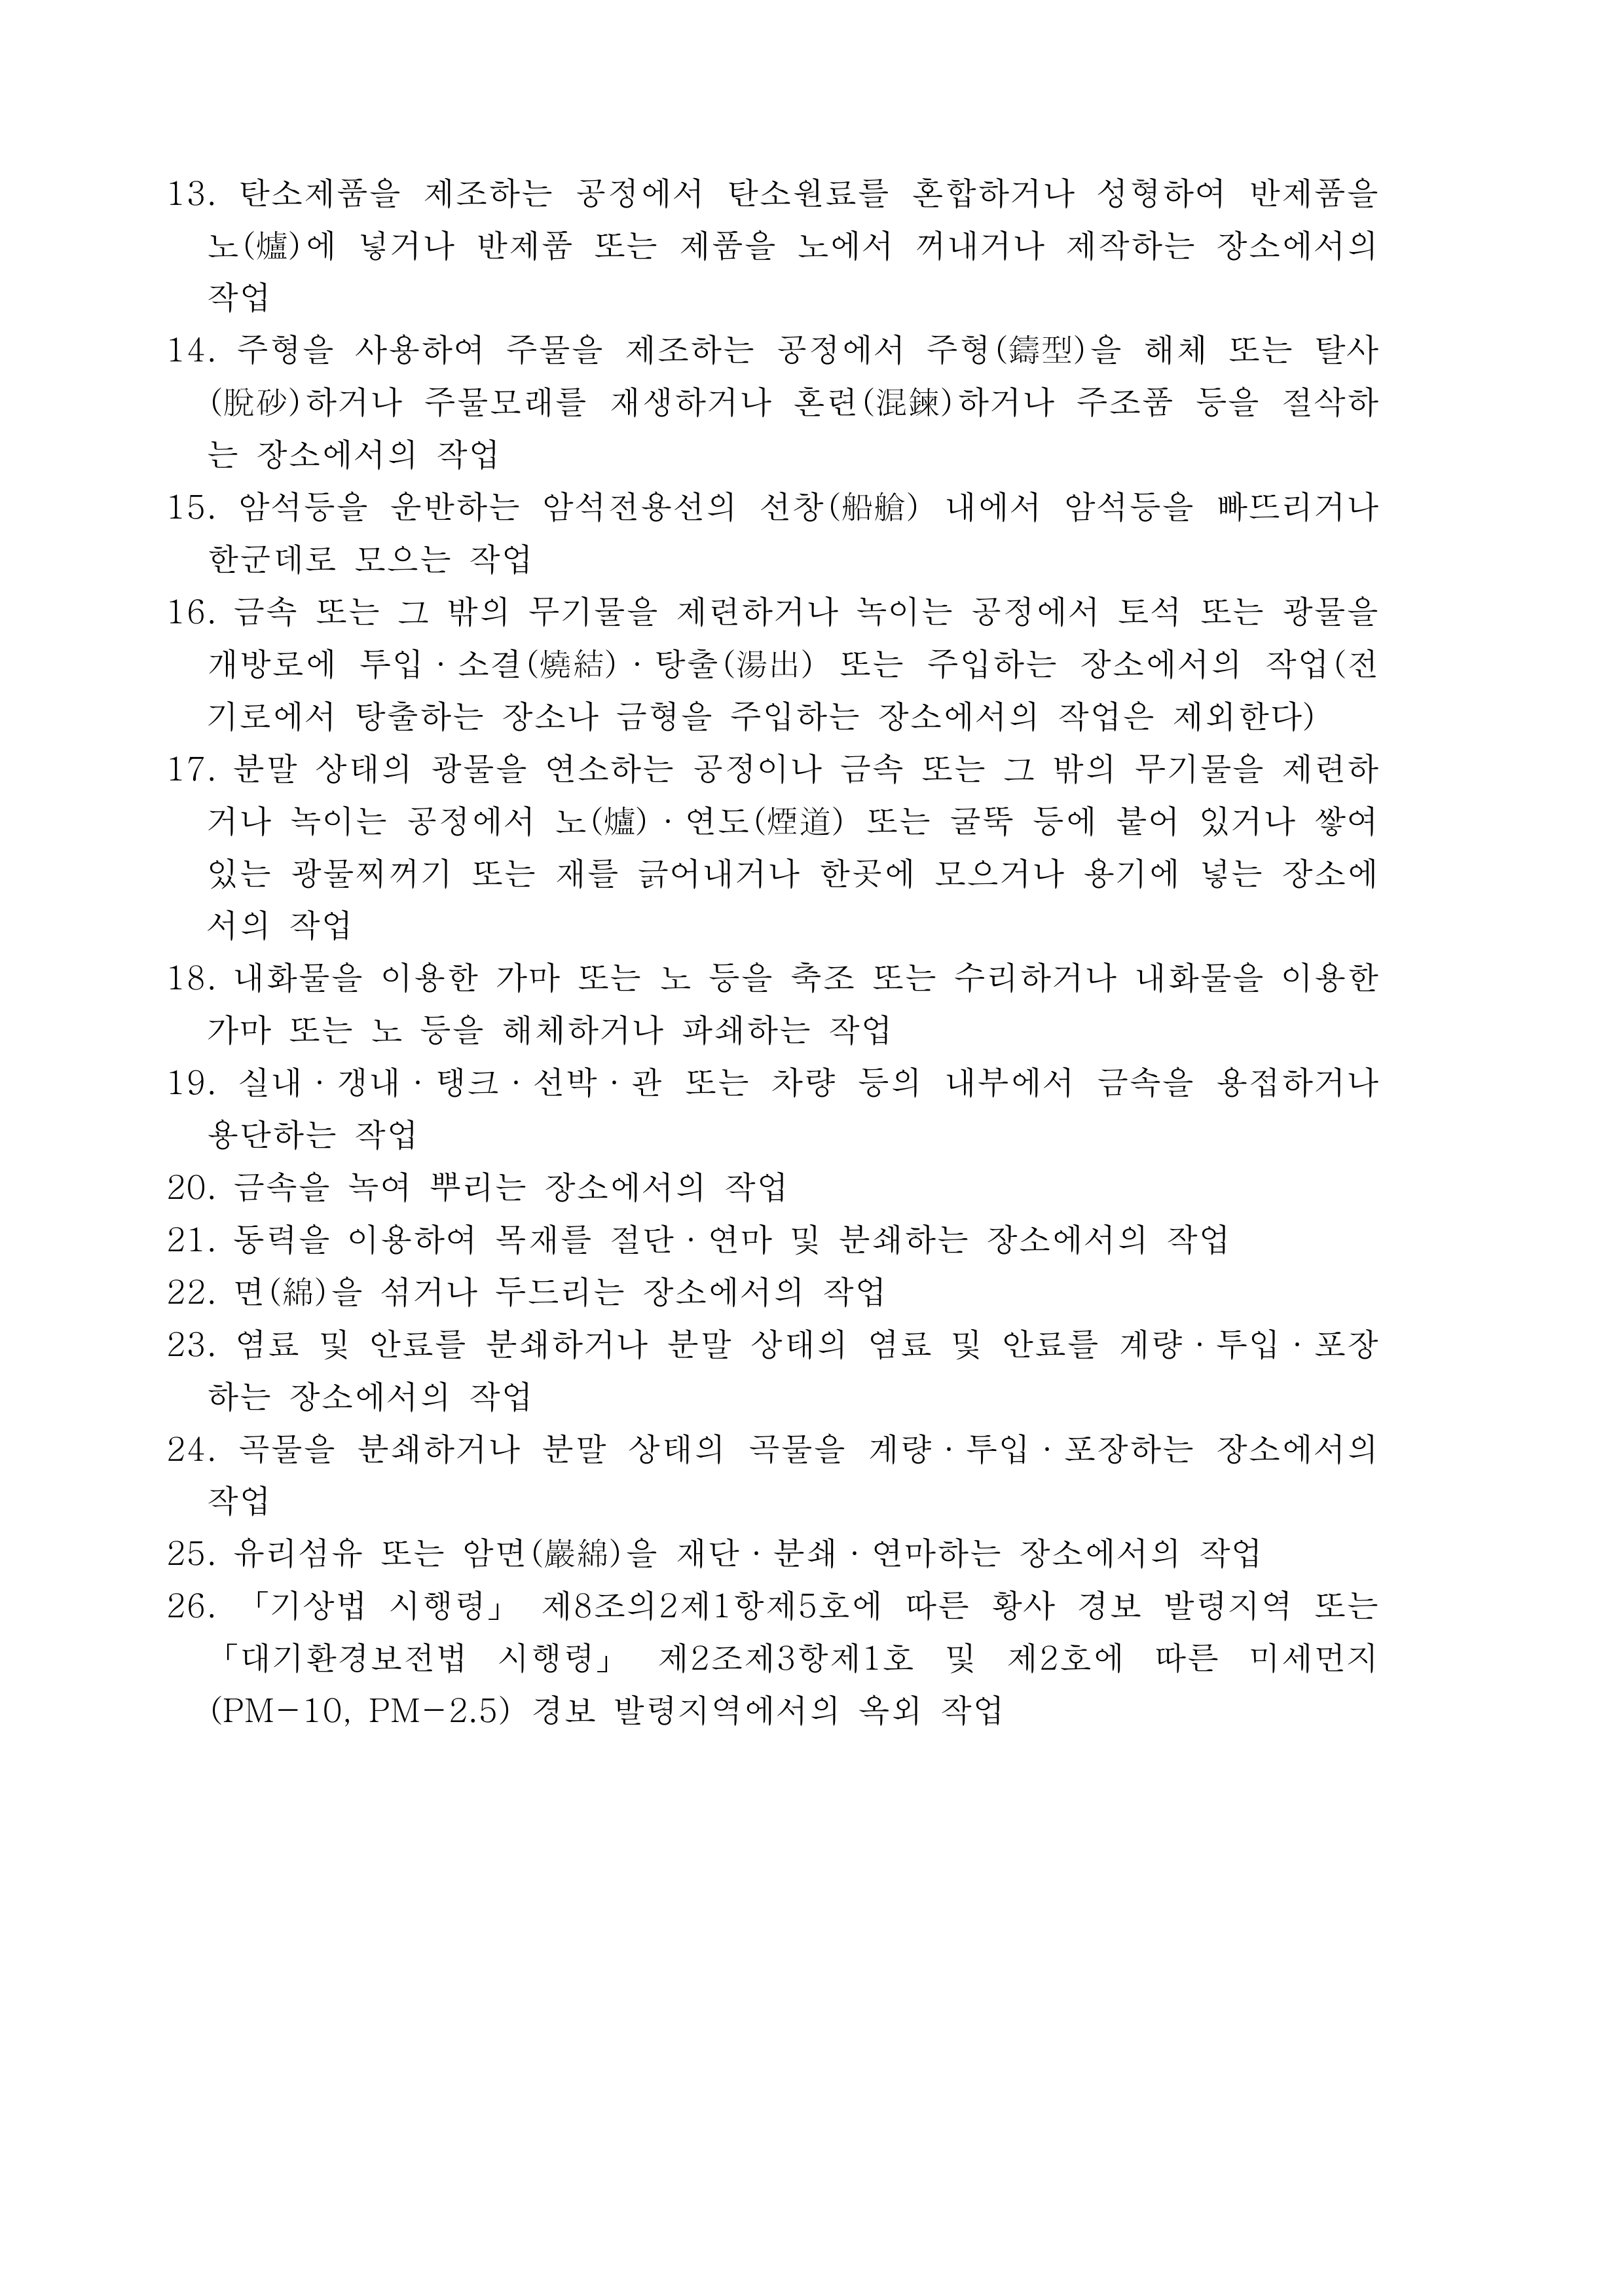 13. 탄소제품을 제조하는 공정에서 탄소원료를 혼합하거나 성형하여 반제품을
노(爐)에 넣거나 반제품 또는 제품을 노에서 꺼내거나 제작하는 장소에서의
작업
14. 주형을 사용하여 주물을 제조하는 공정에서 주형(鑄型)을 해체 또는 탈사
(脫砂)하거나 주물모래를 재생하거나 혼련(混鍊)하거나 주조품 등을 절삭하
는 장소에서의 작업
15. 암석등을 운반하는 암석전용선의 선창(船艙) 내에서 암석등을 빠뜨리거나
한군데로 모으는 작업
16. 금속 또는 그 밖의 무기물을 제련하거나 녹이는 공정에서 토석 또는 광물을
개방로에 투입ㆍ소결(燒結)ㆍ탕출(湯出) 또는 주입하는 장소에서의 작업(전
기로에서 탕출하는 장소나 금형을 주입하는 장소에서의 작업은 제외한다)
17. 분말 상태의 광물을 연소하는 공정이나 금속 또는 그 밖의 무기물을 제련하
거나 녹이는 공정에서 노(爐)ㆍ연도(煙道) 또는 굴뚝 등에 붙어 있거나 쌓여
있는 광물찌꺼기 또는 재를 긁어내거나 한곳에 모으거나 용기에 넣는 장소에
서의 작업
18. 내화물을 이용한 가마 또는 노 등을 축조 또는 수리하거나 내화물을 이용한
가마 또는 노 등을 해체하거나 파쇄하는 작업
19. 실내ㆍ갱내ㆍ탱크ㆍ선박ㆍ관 또는 차량 등의 내부에서 금속을 용접하거나
용단하는 작업
20. 금속을 녹여 뿌리는 장소에서의 작업
21. 동력을 이용하여 목재를 절단ㆍ연마 및 분쇄하는 장소에서의 작업
22. 면(綿)을 섞거나 두드리는 장소에서의 작업
23. 염료 및 안료를 분쇄하거나 분말 상태의 염료 및 안료를 계량ㆍ투입ㆍ포장
하는 장소에서의 작업
24. 곡물을 분쇄하거나 분말 상태의 곡물을 계량ㆍ투입ㆍ포장하는 장소에서의
작업
25. 유리섬유 또는 암면(巖綿)을 재단ㆍ분쇄ㆍ연마하는 장소에서의 작업
26. 「기상법 시행령」 제8조의2제1항제5호에 따른 황사 경보 발령지역 또는
「대기환경보전법 시행령」 제2조제3항제1호 및 제2호에 따른 미세먼지
(PM-10, PM-2.5) 경보 발령지역에서의 옥외 작업